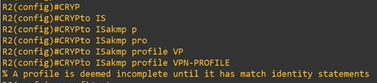 R2(config)#CRYP
R2(config)#CRYPto IS
R2(config)#CRYPto ISakmp p
R2(config)#CRYPto ISakmp pro
R2(config)#CRYPto ISakmp profile VP
R2(config)#CRYPto ISakmp profile VPN-PROFILE
% A profile is deemed incomplete until it has match identity statements